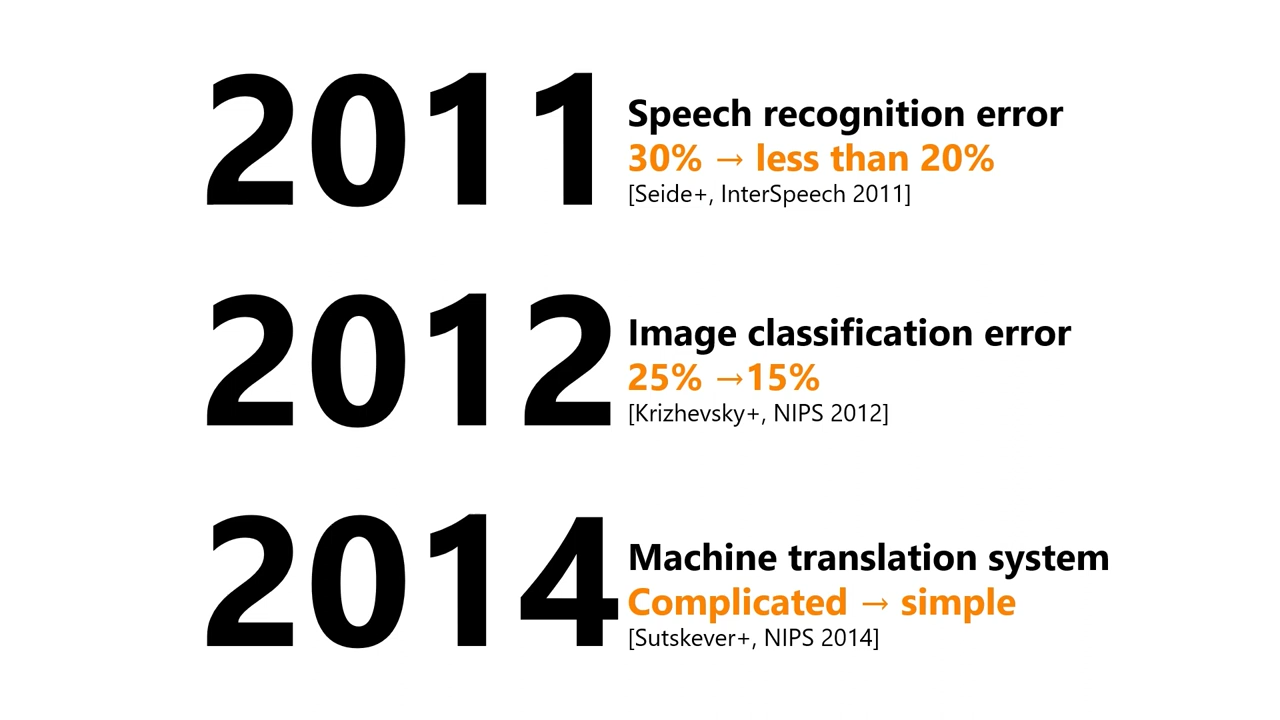 2011
Speech recognition error
30% → less than 20%
[Seide+, InterSpeech 2011]
2012
Image classification error
25% →15%
[Krizhevsky+, NIPS 2012]
2014
Machine translation system
Complicated → simple
[Sutskever+, NIPS 2014]